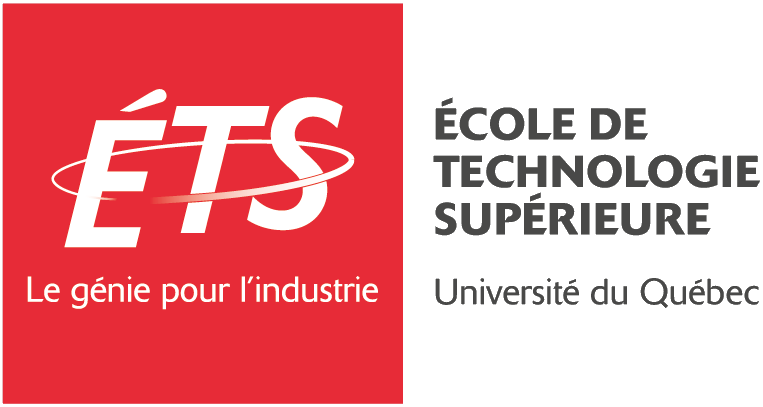 ÉTS
Le génie pour l'industrie
ÉCOLE DE
TECHNOLOGIE
SUPÉRIEURE
Université du Québec